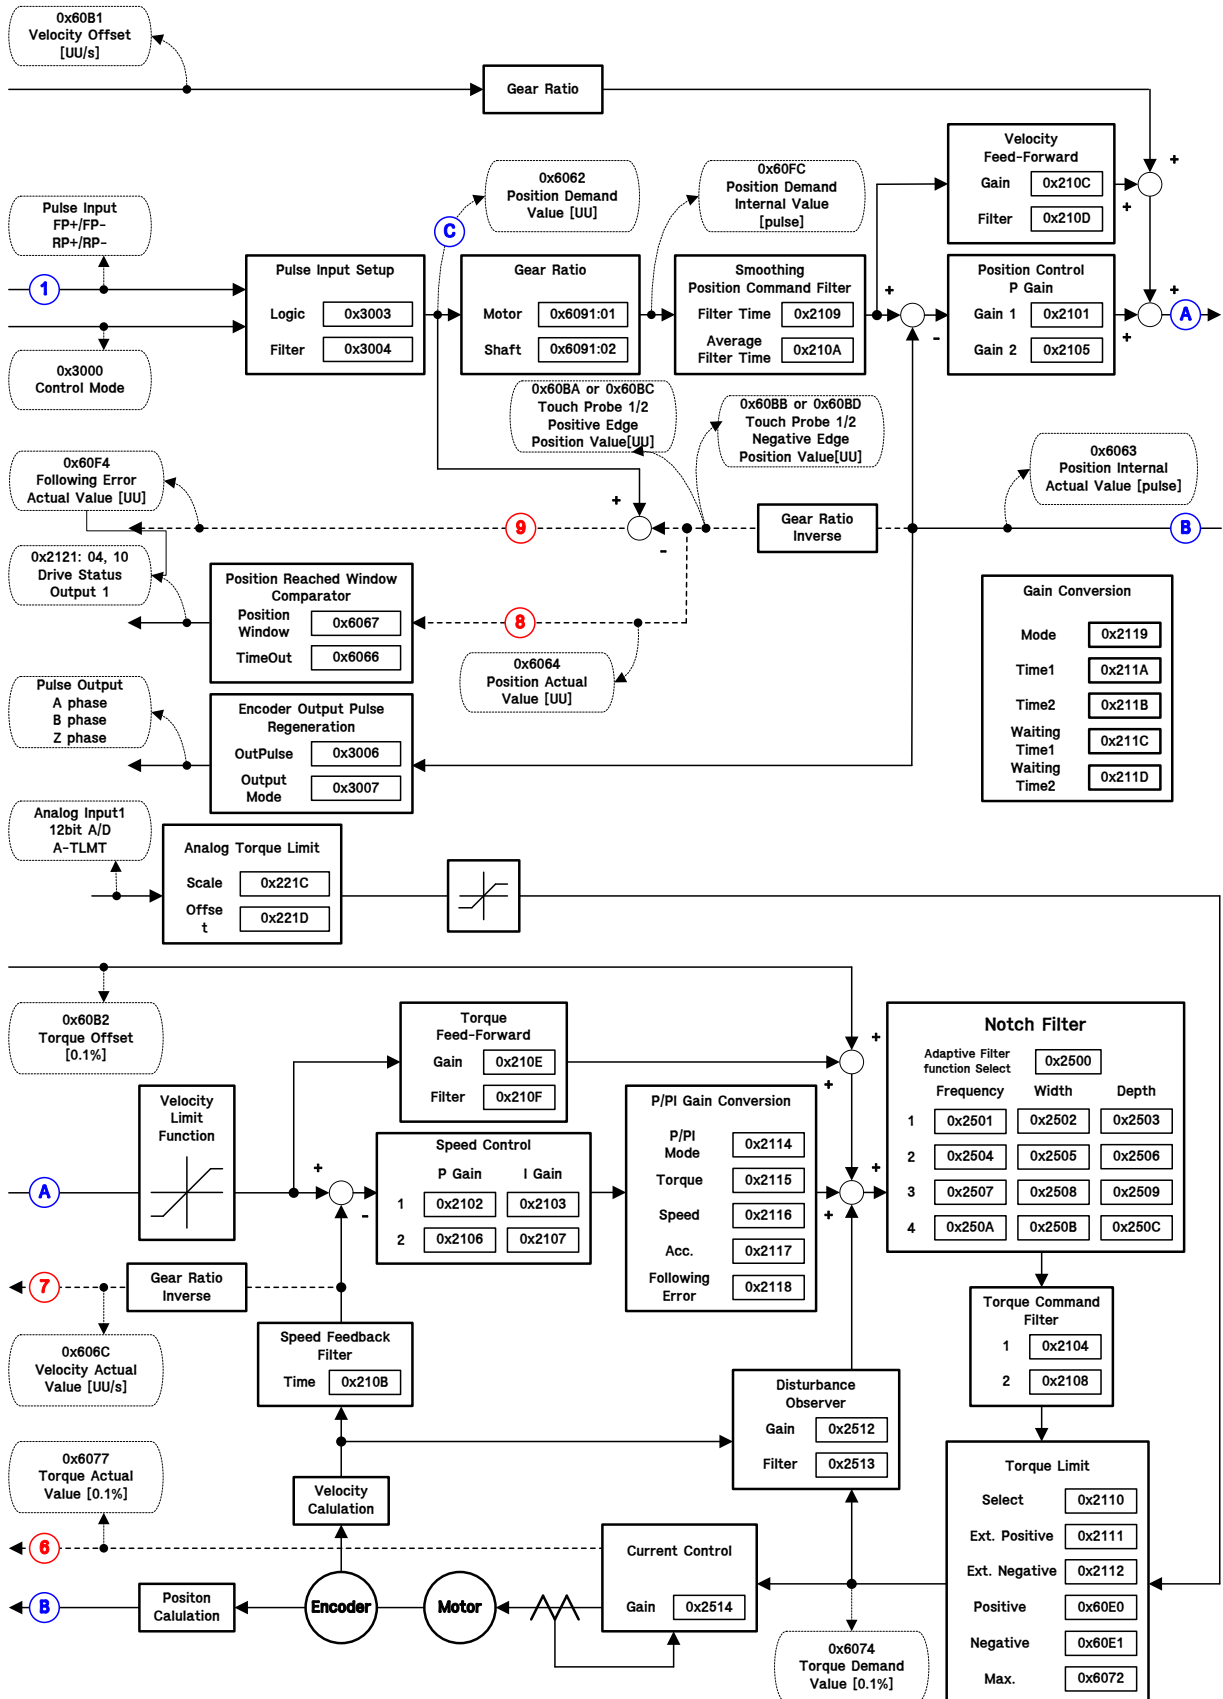 0x60B1
Velocity Offset
[UU/s]
Gear Ratio
Velocity
Feed-Forward
Gain 0x210C
Filter 0x210D
+
+
0x6062
Position Demand
Value [UU]
0x60FC
Position Demand
Internal Value
[pulse]
Pulse Input
FP+/FP-
RP+/RP-
C
1
Pulse Input Setup
Logic 0x3003
Filter 0x3004
Gear Ratio
Motor 0x6091:01
Shaft 0x6091:02
Smoothing
Position Command Filter
Filter Time 0x2109
Average
Filter Time 0x210A
+
-
Position Control
P Gain
Gain 1 0x2101
Gain 2 0x2105
+
+
A
0x3000
Control Mode
0x60BA or 0x60BC
Touch Probe 1/2
Positive Edge
Position Value[UU]
0x60BB or 0x60BD
Touch Probe 1/2
Negative Edge
Position Value[UU]
0x6063
Position Internal
Actual Value [pulse]
0x60F4
Following Error
Actual Value [UU]
+
9
-
Gear Ratio
Inverse
B
0x2121: 04, 10
Drive Status
Output 1
Position Reached Window
Comparator
Position
Window 0x6067
TimeOut 0x6066
8
0x6064
Position Actual
Value [UU]
Gain Conversion
Mode 0x2119
Time1 0x211A
Time2 0x211B
Waiting
Time1 0x211C
Waiting
Time2 0x211D
Pulse Output
A phase
B phase
Z phase
Encoder Output Pulse
Regeneration
OutPulse 0x3006
Output
Mode 0x3007
Analog Input1
12bit A/D
A-TLMT
Analog Torque Limit
Scale 0x221C
Offse
t 0x221D
0x60B2
Torque Offset
[0.1%]
Torque
Feed-Forward
Gain 0x210E
Filter 0x210F
+
+
Notch Filter
Adaptive Filter
function Select 0x2500
Frequency Width Depth
1 0x2501 0x2502 0x2503
2 0x2504 0x2505 0x2506
3 0x2507 0x2508 0x2509
4 0x250A 0x250B 0x250C
Velocity
Limit
Function
A
+
-
Speed Control
P Gain I Gain
1 0x2102 0x2103
2 0x2106 0x2107
P/PI Gain Conversion
P/PI
Mode 0x2114
Torque 0x2115
Speed 0x2116
Acc. 0x2117
Following
Error 0x2118
+
+
7
Gear Ratio
Inverse
0x606C
Velocity Actual
Value [UU/s]
Speed Feedback
Filter
Time 0x210B
Torque Command
Filter
1 0x2104
2 0x2108
Disturbance
Observer
Gain 0x2512
Filter 0x2513
0x6077
Torque Actual
Value [0.1%]
Velocity
Calulation
6
Current Control
Gain 0x2514
Torque Limit
Select 0x2110
Ext. Positive 0x2111
Ext. Negative 0x2112
Positive 0x60E0
Negative 0x60E1
Max. 0x6072
B
Positon
Calulation
Encoder
Motor
0x6074
Torque Demand
Value [0.1%]